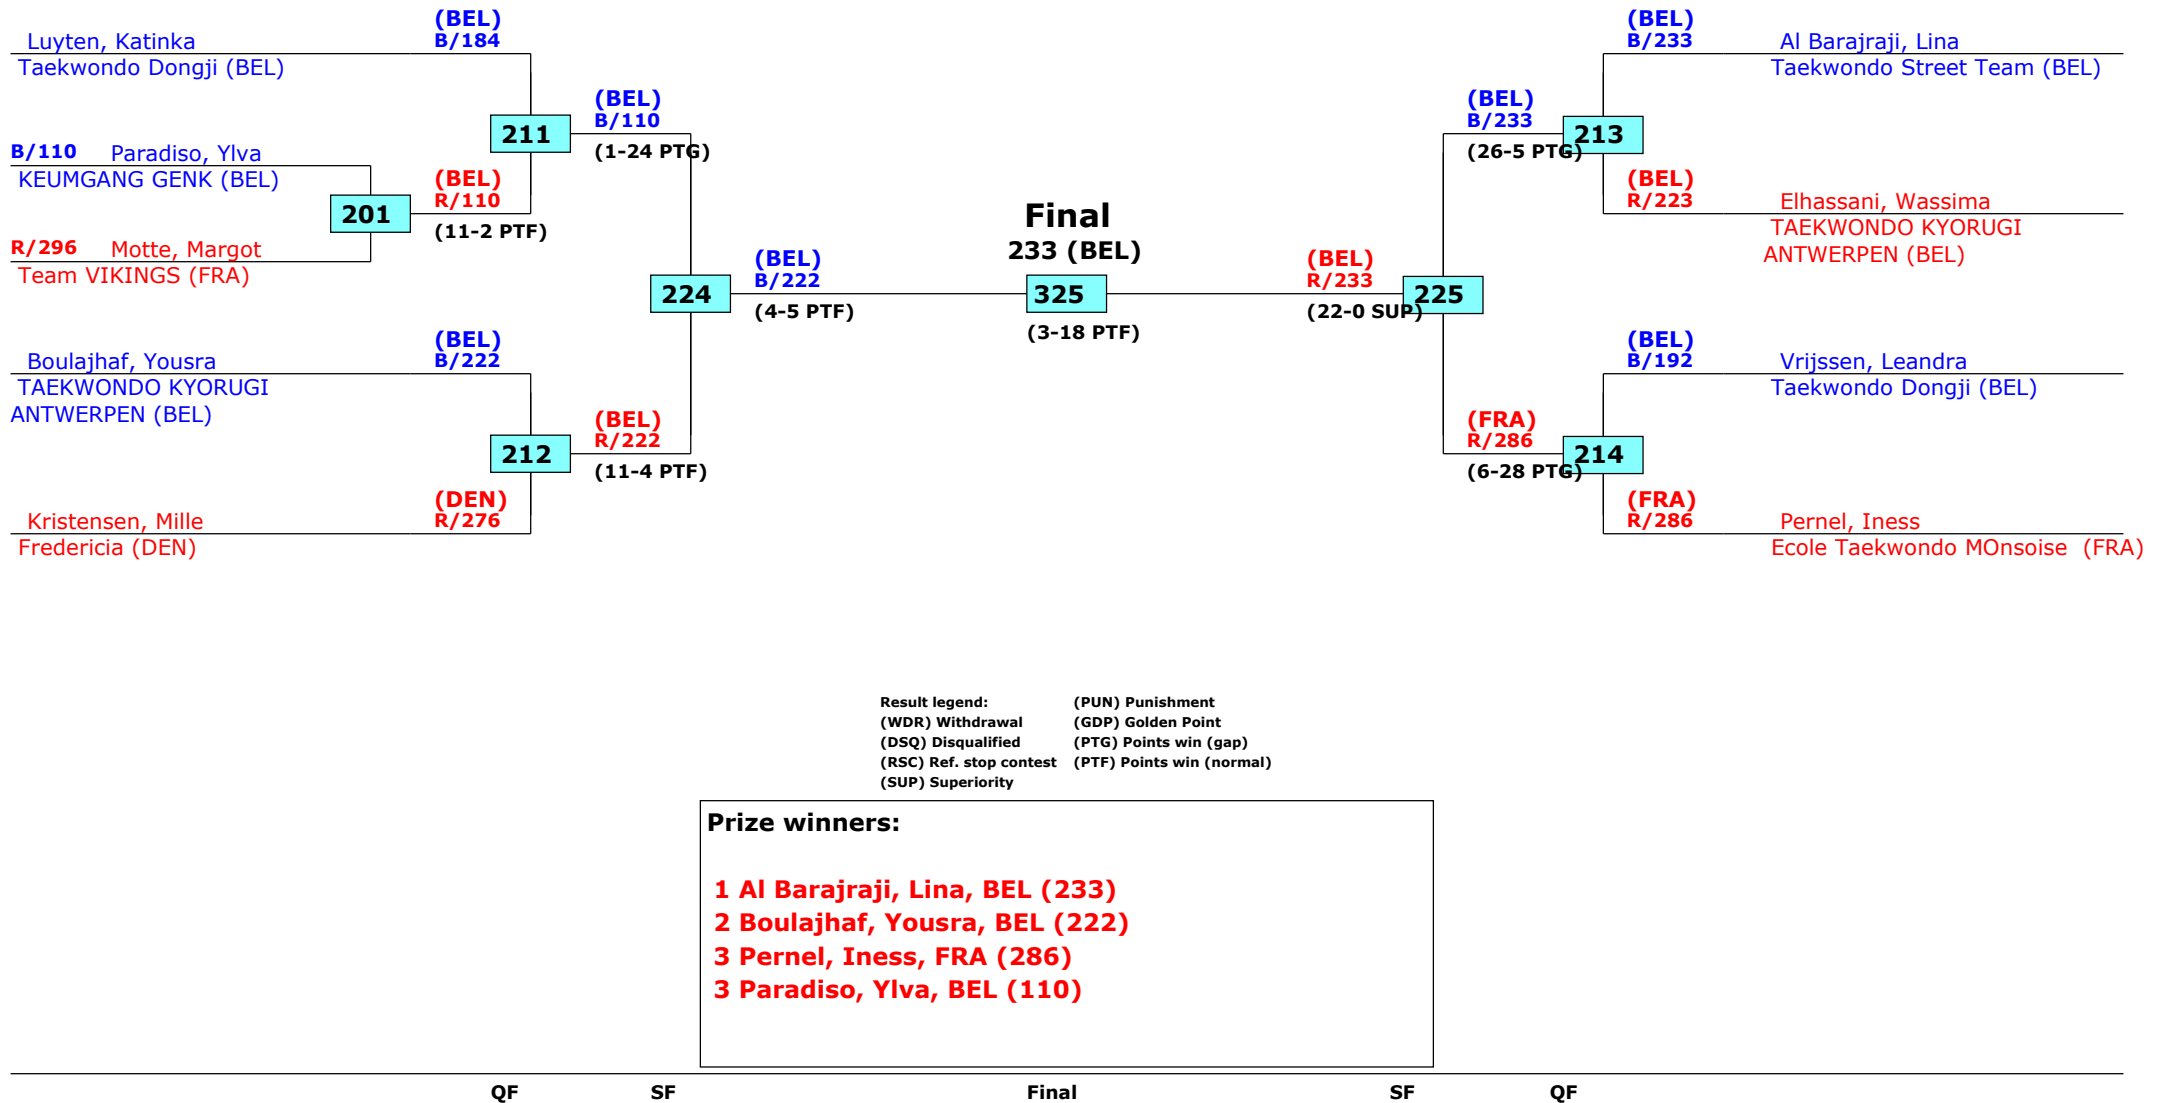 (BEL)
B/184
Luyten, Katinka
Taekwondo Dongji (BEL)
211
(BEL)
B/110
(1-24 PTG)
B/110 Paradiso, Ylva
KEUMGANG GENK (BEL)
201
(BEL)
R/110
(11-2 PTF)
R/296 Motte, Margot
Team VIKINGS (FRA)
224
(BEL)
B/222
(4-5 PTF)
(BEL)
B/222
Boulajhaf, Yousra
TAEKWONDO KYORUGI
ANTWERPEN (BEL)
212
(BEL)
R/222
(11-4 PTF)
(DEN)
R/276
Kristensen, Mille
Fredericia (DEN)
Final
233 (BEL)
325
(3-18 PTF)
(BEL)
B/233
Al Barajraji, Lina
Taekwondo Street Team (BEL)
(BEL)
B/233
(26-5 PTG)
213
(BEL)
R/223
Elhassani, Wassima
TAEKWONDO KYORUGI
ANTWERPEN (BEL)
(BEL)
R/233
(22-0 SUP)
225
(BEL)
B/192
Vrijssen, Leandra
Taekwondo Dongji (BEL)
(FRA)
R/286
(6-28 PTG)
214
(FRA)
R/286
Pernel, Iness
Ecole Taekwondo MOnsoise (FRA)
Result legend: (PUN) Punishment
(WDR) Withdrawal (GDP) Golden Point
(DSQ) Disqualified (PTG) Points win (gap)
(RSC) Ref. stop contest (PTF) Points win (normal)
(SUP) Superiority
Prize winners:
1 Al Barajraji, Lina, BEL (233)
2 Boulajhaf, Yousra, BEL (222)
3 Pernel, Iness, FRA (286)
3 Paradiso, Ylva, BEL (110)
QF SF Final SF QF